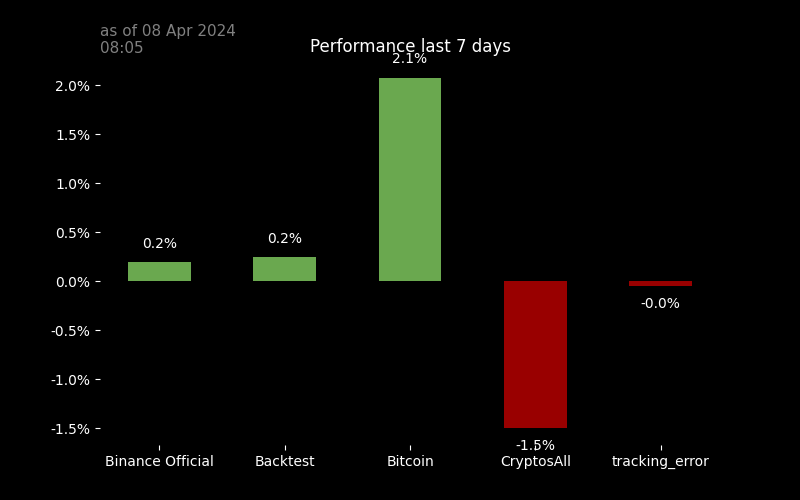 as of 08 Apr 2024
08:05
Performance last 7 days
2.1%
2.0%
1.5%
1.0%
0.5%
0.2%
0.2%
0.0%
-0.0%
-0.5%
-1.0%
-1.5%
-1.5%
Binance Official
Backtest
Bitcoin
CryptosAll
tracking_error